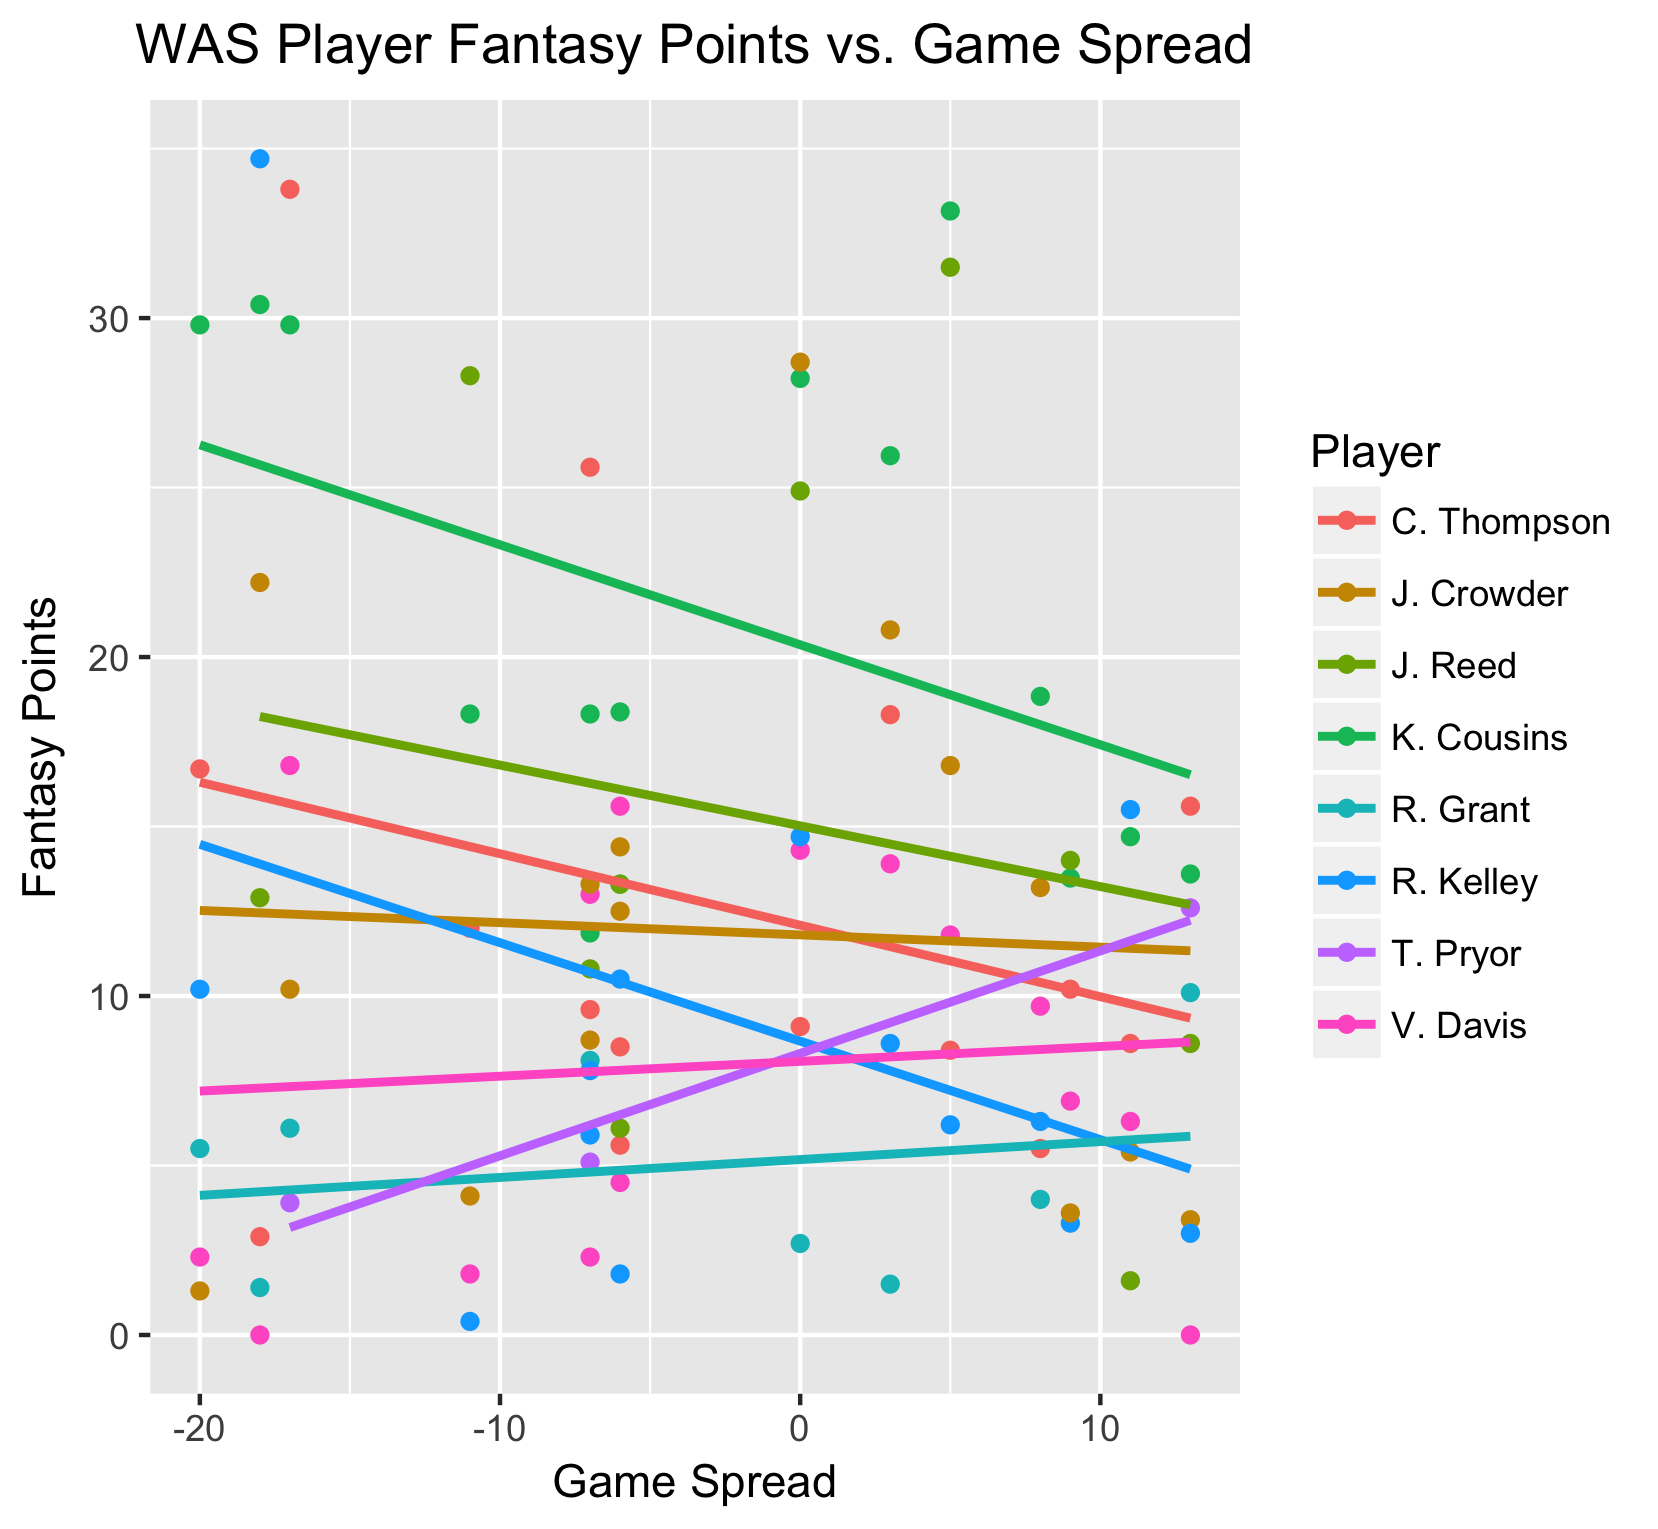 WAS Player Fantasy Points vs. Game Spread
Fantasy Points
30
20
10
0
-20 -10 0 10
Game Spread
Player
C. Thompson
J. Crowder
J. Reed
K. Cousins
R. Grant
R. Kelley
T. Pryor
V. Davis